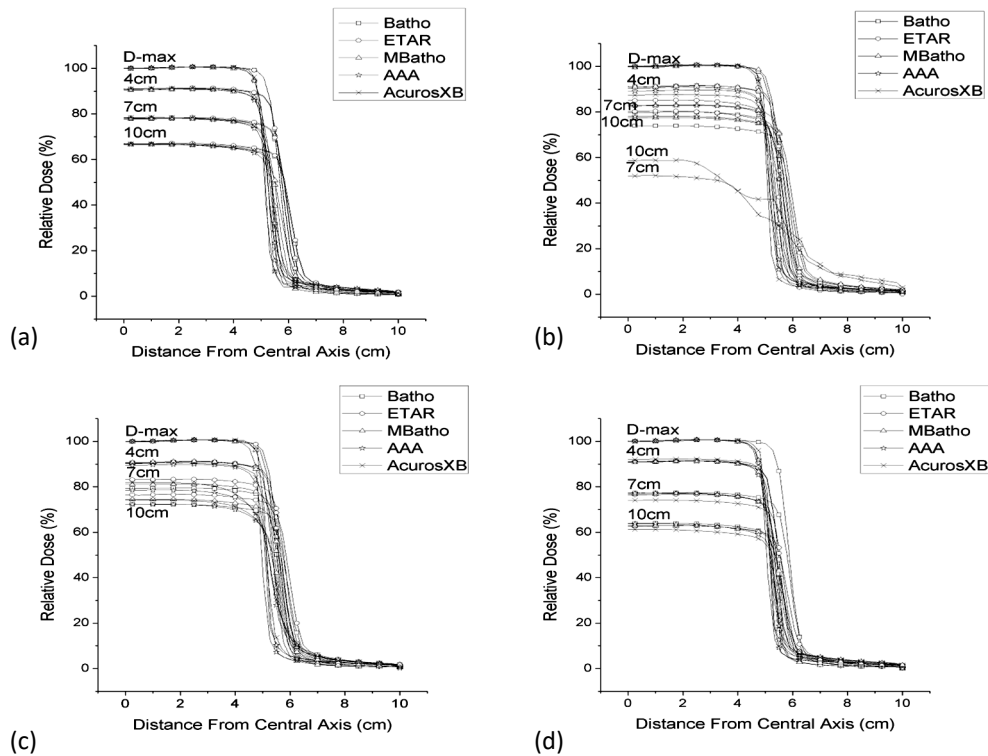 (a)
Relative Dose (%)
100
80
60
40
20
0
D-max
4cm
7cm
10cm
Batho
ETAR
MBatho
AAA
AcurosXB
0 2 4 6 8 10
Distance From Central Axis (cm)
(b)
Relative Dose (%)
100
80
60
40
20
0
D-max
4cm
7cm
10cm
10cm
7cm
Batho
ETAR
MBatho
AAA
AcurosXB
0 2 4 6 8 10
Distance From Central Axis (cm)
(c)
Relative Dose (%)
100
80
60
40
20
0
D-max
4cm
7cm
10cm
Batho
ETAR
MBatho
AAA
AcurosXB
0 2 4 6 8 10
Distance From Central Axis (cm)
(d)
Relative Dose (%)
100
80
60
40
20
0
D-max
4cm
7cm
10cm
Batho
ETAR
MBatho
AAA
AcurosXB
0 2 4 6 8 10
Distance From Central Axis (cm)